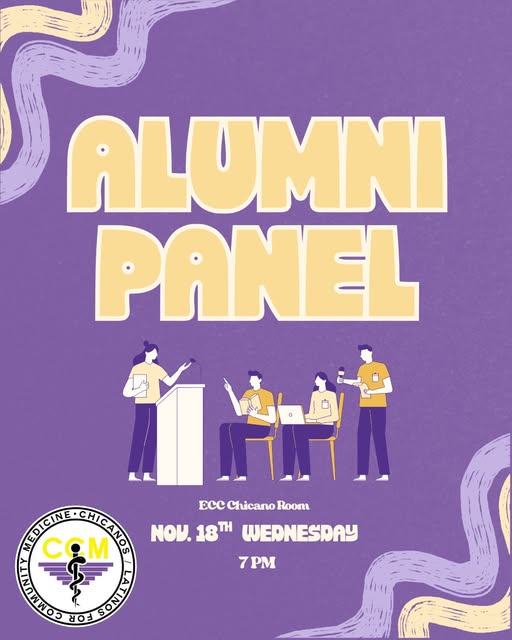 ALUMNI
PANEL
ECC Chicano Room
NOV. 18TH WEDNESDAY
7 PM
CCM
CHICANOS / LATINOS FOR COMMUNITY MEDICINE •